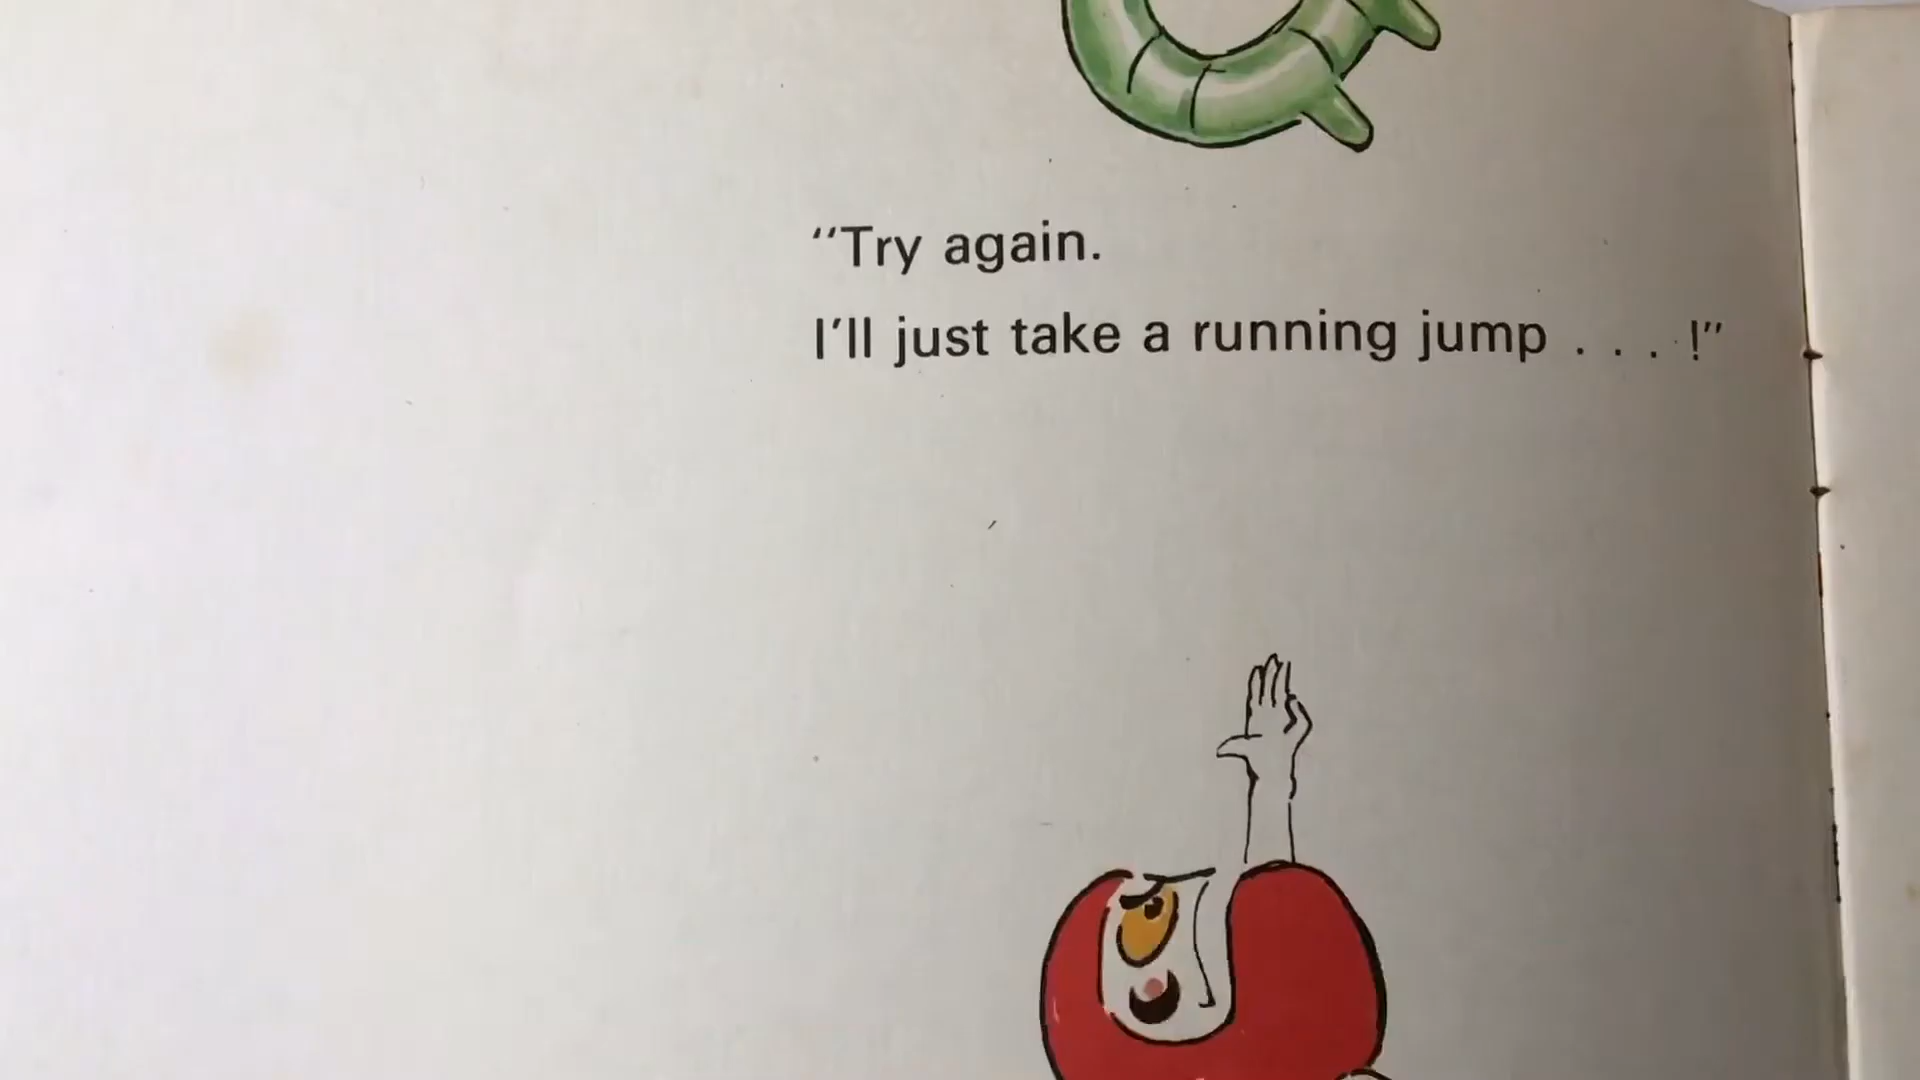 “Try again.
I’ll just take a running jump . . . !”